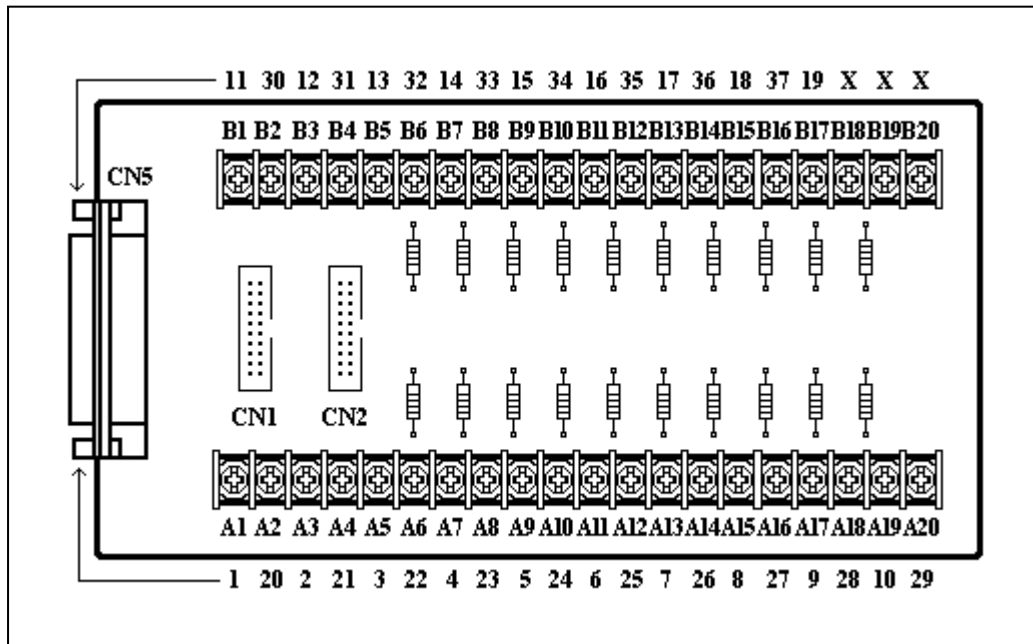 11 30 12 31 13 32 14 33 15 34 16 35 17 36 18 37 19 X X X
B1 B2 B3 B4 B5 B6 B7 B8 B9 B10 B11 B12 B13 B14 B15 B16 B17 B18 B19 B20
CN5
CN1 CN2
A1 A2 A3 A4 A5 A6 A7 A8 A9 A10 A11 A12 A13 A14 A15 A16 A17 A18 A19 A20
1 20 2 21 3 22 4 23 5 24 6 25 7 26 8 27 9 28 10 29